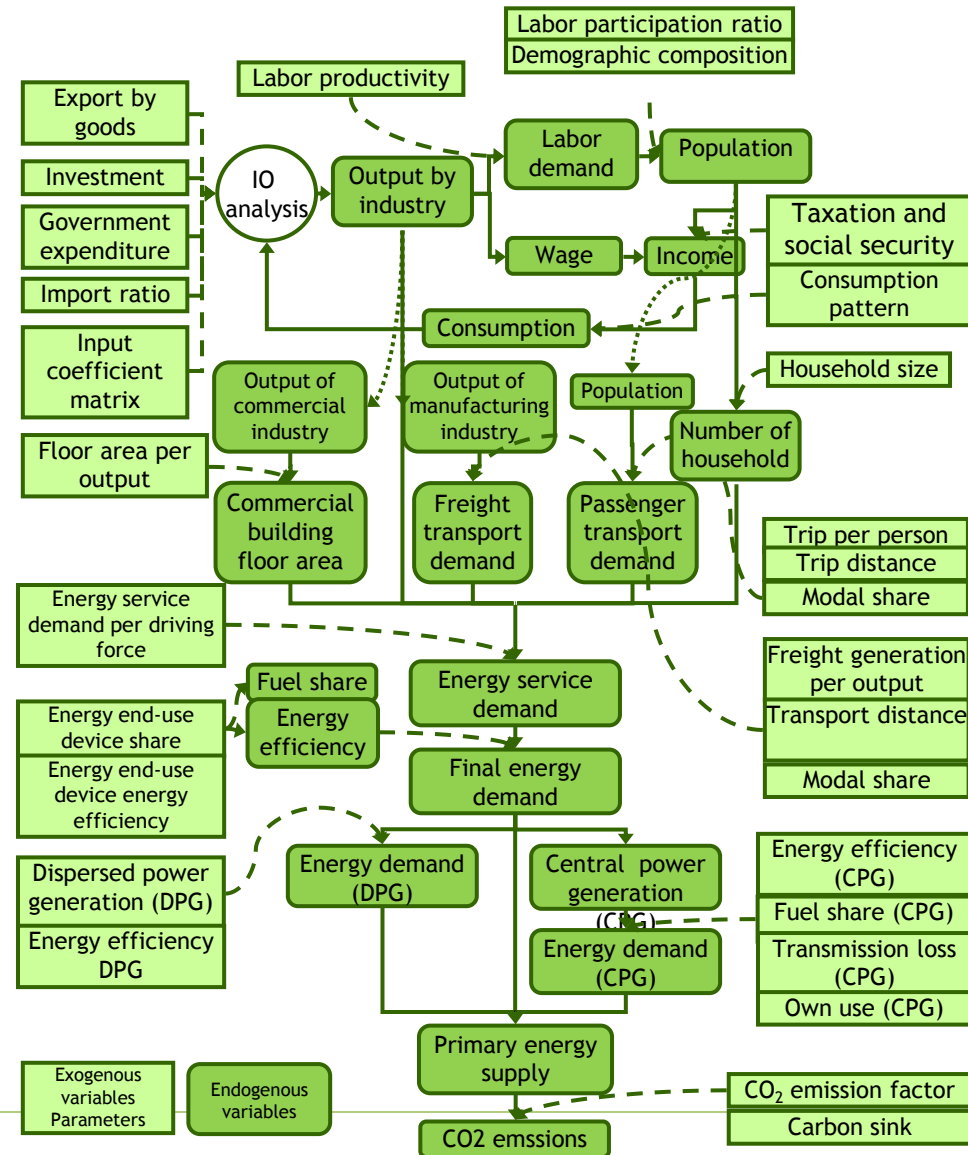 Labor participation ratio
Demographic composition
Labor productivity
Export by
goods
Investment
Government
expenditure
Import ratio
Input
coefficient
matrix
IO
analysis
Output by
industry
Labor
demand
Population
Wage
Income
Taxation and
social security
Consumption
pattern
Consumption
Output of
commercial
industry
Output of
manufacturing
industry
Population
Household size
Number of
household
Floor area per
output
Commercial
building
floor area
Freight
transport
demand
Passenger
transport
demand
Trip per person
Trip distance
Modal share
Energy service
demand per driving
force
Freight generation
per output
Transport distance
Modal share
Fuel share
Energy
efficiency
Energy service
demand
Energy end-use
device share
Energy end-use
device energy
efficiency
Final energy
demand
Dispersed power
generation (DPG)
Energy efficiency
DPG
Energy demand
(DPG)
Central power
generation
(CPG)
Energy demand
(CPG)
Energy efficiency
(CPG)
Fuel share (CPG)
Transmission loss
(CPG)
Own use (CPG)
Primary energy
supply
Exogenous
variables
Parameters
Endogenous
variables
CO2 emssions
CO₂ emission factor
Carbon sink